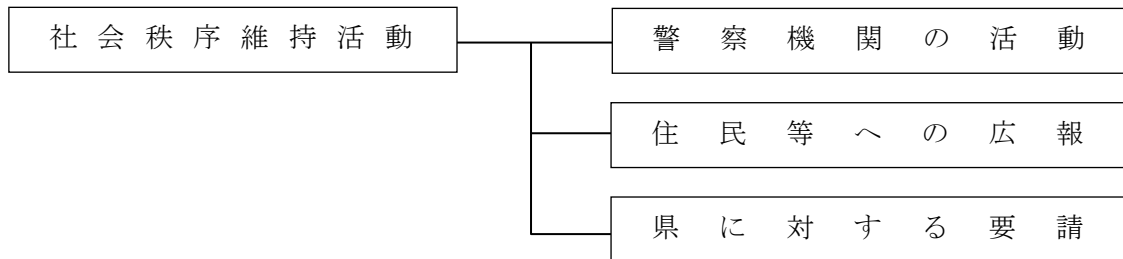 社会秩序維持活動
警察機関の活動
住民等への広報
県に対する要請